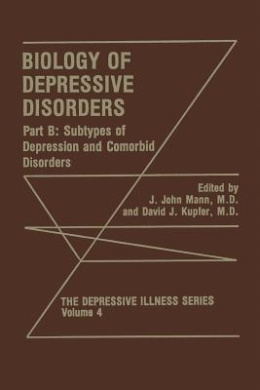 BIOLOGY OF
DEPRESSIVE
DISORDERS
Part B: Subtypes of
Depression and Comorbid
Disorders
Edited by
J. John Mann, M.D.
and David J. Kupfer, M.D.
THE DEPRESSIVE ILLNESS SERIES
Volume 4